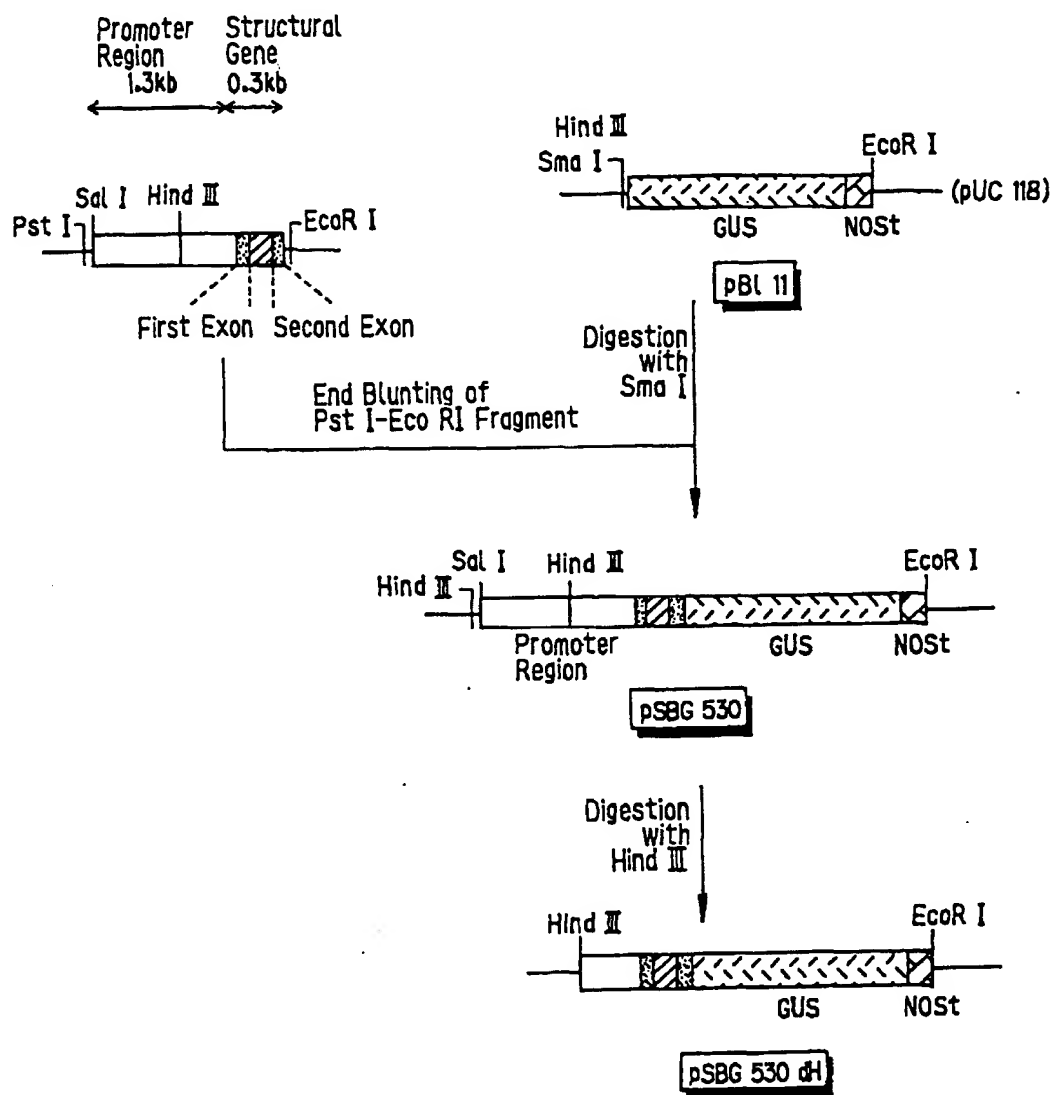 Promoter Region 1.3kb
Structural Gene 0.3kb
Pst I
Sal I
Hind III
EcoR I
First Exon
Second Exon
Hind III
Sma I
EcoR I
(pUC 118)
GUS
NOSt
pBl 11
Digestion with Sma I
End Blunting of
Pst I-Eco RI Fragment
Hind III
Sal I
Hind III
EcoR I
Promoter Region
GUS
NOSt
pSBG 530
Digestion with Hind III
Hind III
EcoR I
GUS
NOSt
pSBG 530 dH